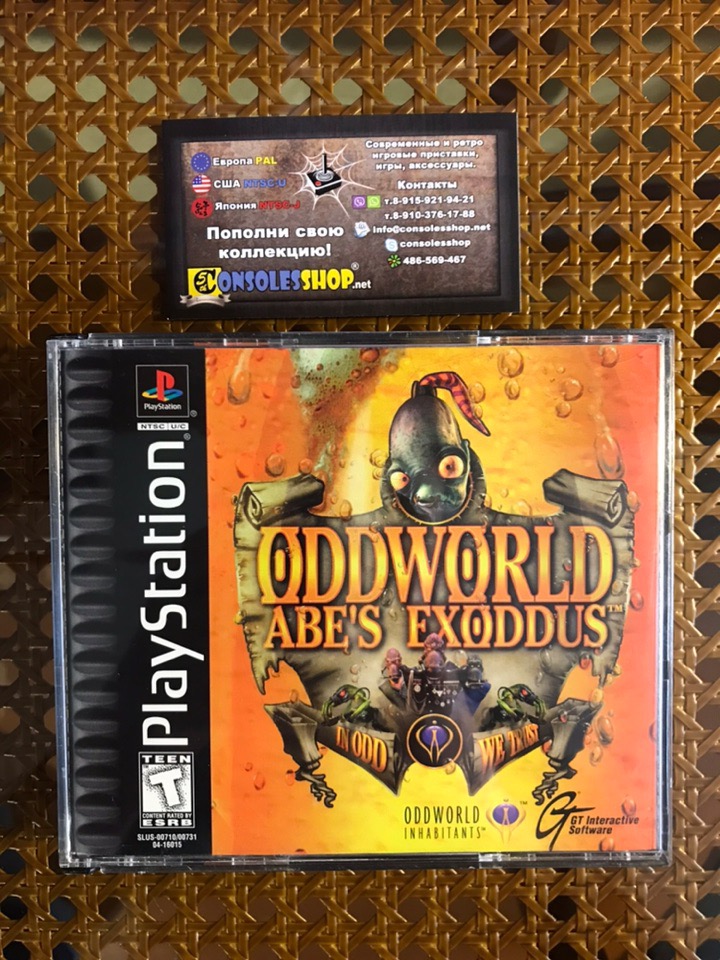 Европа PAL
США NTSC-U
Япония NTSC-J
Пополни свою
коллекцию!
CONSOLESSHOP.net
®
Современные и ретро
игровые приставки,
игры, аксессуары.
Контакты
т.8-915-921-94-21
т.8-910-376-17-88
info@consolesshop.net
consolesshop
486-569-467
PlayStation
®
NTSC U/C
PlayStation
®
TEEN
T
CONTENT RATED BY
ESRB
SLUS-00710/00731
04-16015
ODDWORLD
ABE'S EXODDUS™
IN ODD WE TRUST
ODDWORLD
INHABITANTS™
™
GT Interactive
Software